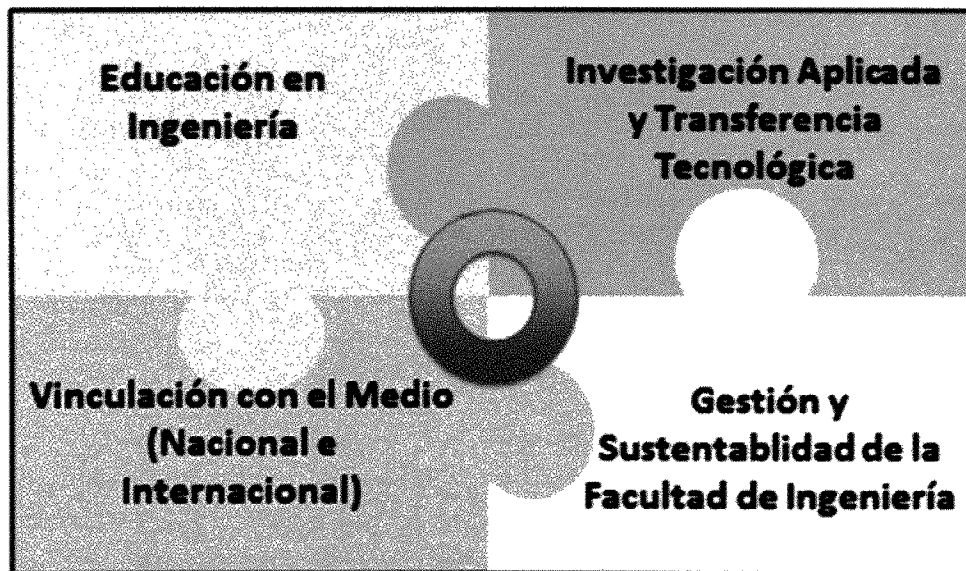 Educación en
Ingeniería
Investigación Aplicada
y Transferencia
Tecnológica
Vinculación con el Medio
(Nacional e
Internacional)
Gestión y
Sustentablidad de la
Facultad de Ingeniería